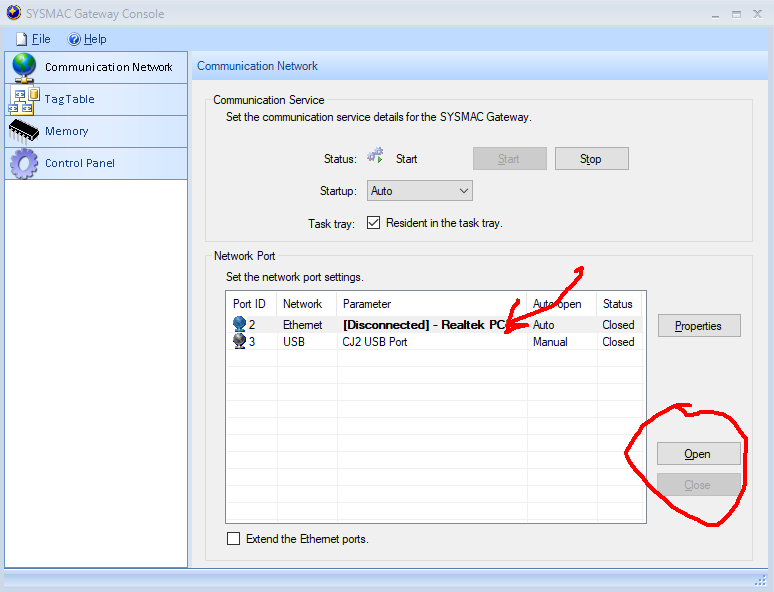 SYSMAC Gateway Console
File Help
Communication Network
TagTable
Memory
Control Panel
Communication Network
Communication Service
Set the communication service details for the SYSMAC Gateway.
Status: Start Start Stop
Startup: Auto
Task tray: Resident in the task tray.
Network Port
Set the network port settings.
Port ID Network Parameter Auto open Status
2 Ethernet [Disconnected] - Realtek Auto Closed
3 USB CJ2 USB Port Manual Closed
Properties
Open
Close
Extend the Ethernet ports.